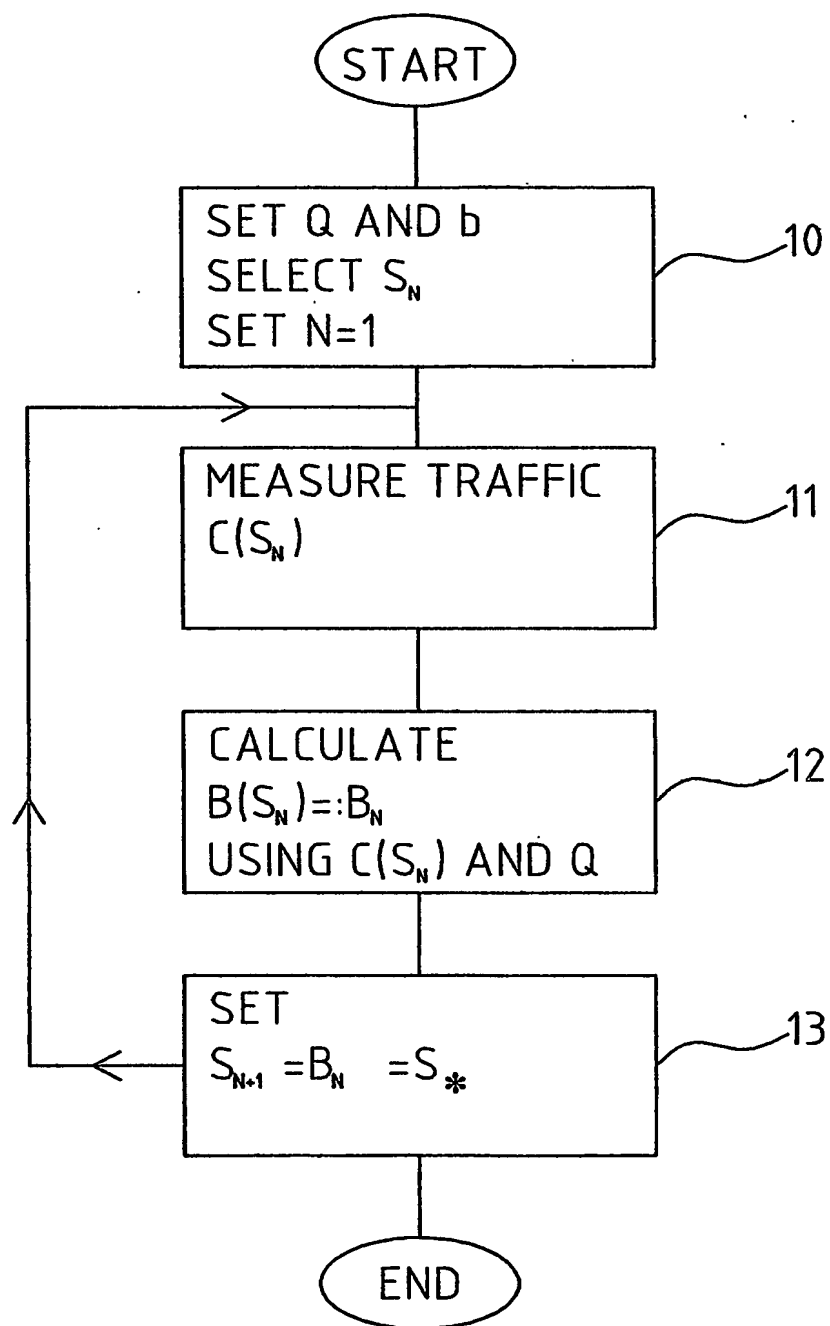 START
SET Q AND b
SELECT S_N
SET N=1
10
MEASURE TRAFFIC
C(S_N)
11
CALCULATE
B(S_N)=:B_N
USING C(S_N) AND Q
12
SET
S_N+1 =B_N =S_*
13
END